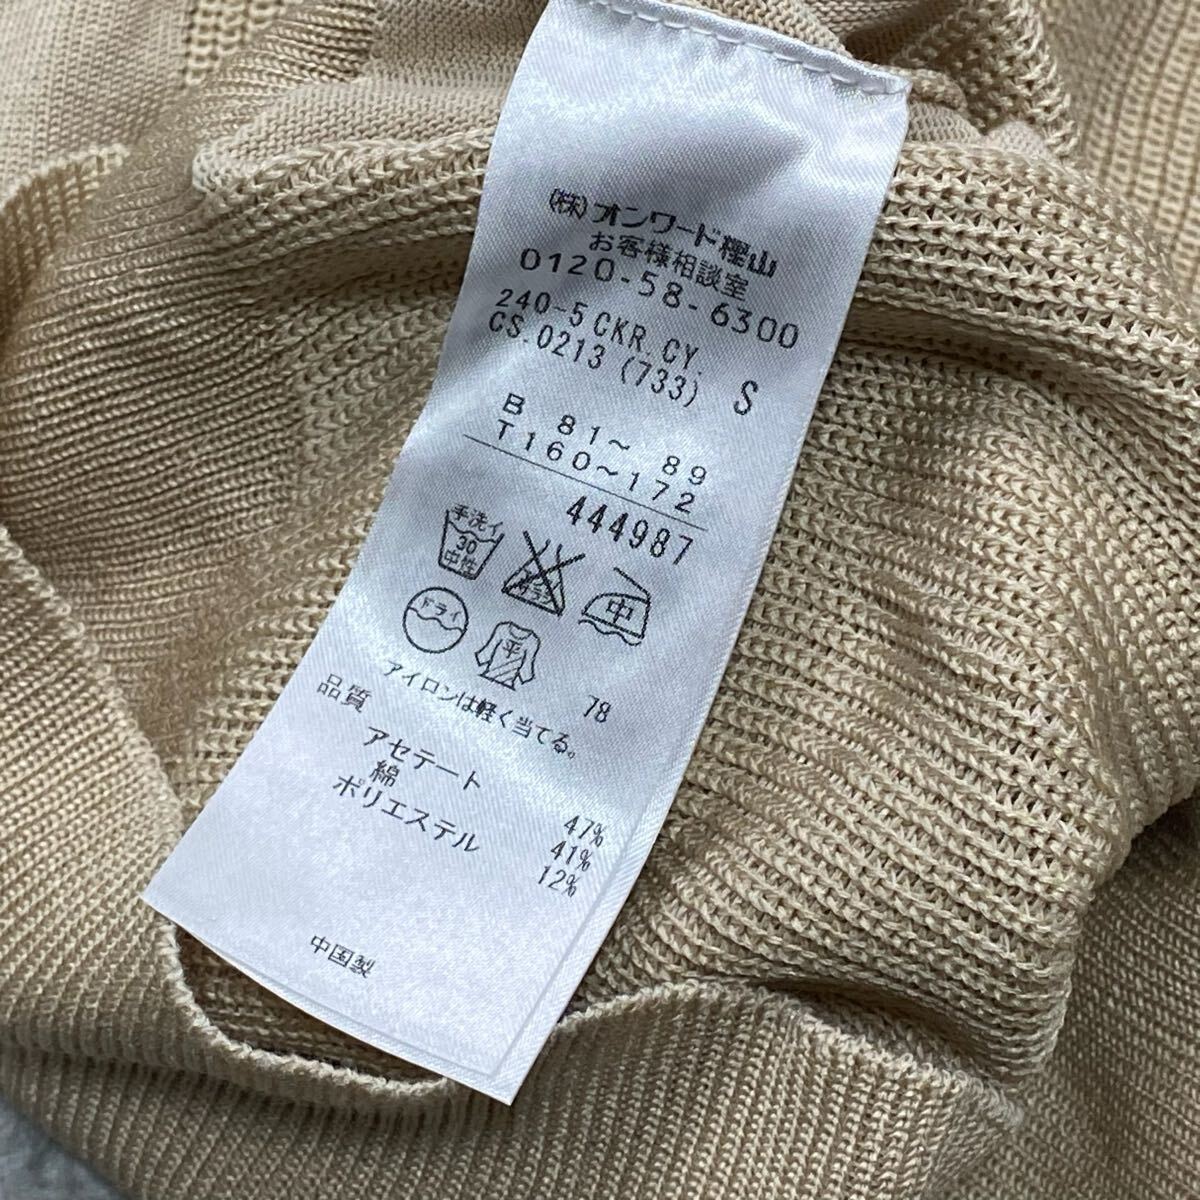 (株)オンワード樫山
お客様相談室
0120-58-6300
240-5 CKR.CY.
CS.0213 (733) S
B 81～ 89
T160～172
444987
手洗イ
30
中性
中
ドライ
平
78
アイロンは軽く当てる。
品質
アセテート 47%
綿 41%
ポリエステル 12%
中国製